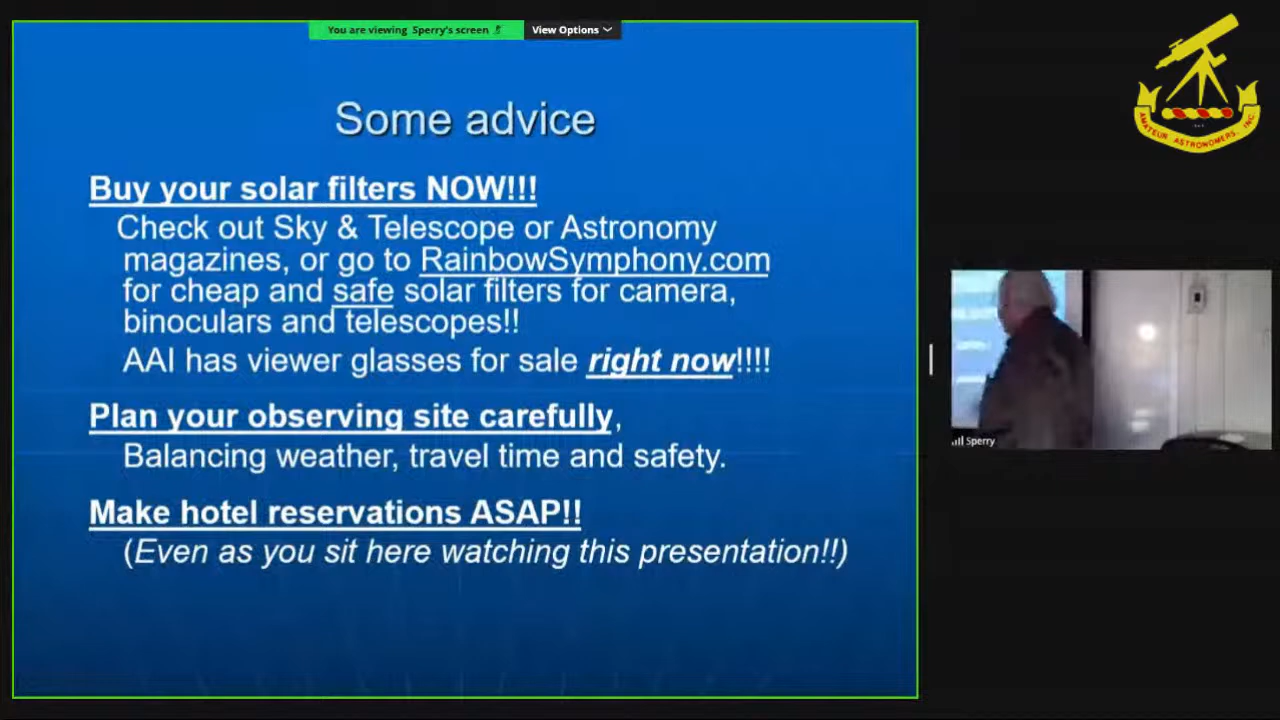 You are viewing Sperry's screen
View Options
Some advice
Buy your solar filters NOW!!!
Check out Sky & Telescope or Astronomy
magazines, or go to RainbowSymphony.com
for cheap and safe solar filters for camera,
binoculars and telescopes!!
AAI has viewer glasses for sale right now!!!!
Plan your observing site carefully,
Balancing weather, travel time and safety.
Make hotel reservations ASAP!!
(Even as you sit here watching this presentation!!)
AMATEUR ASTRONOMERS, INC.
Sperry